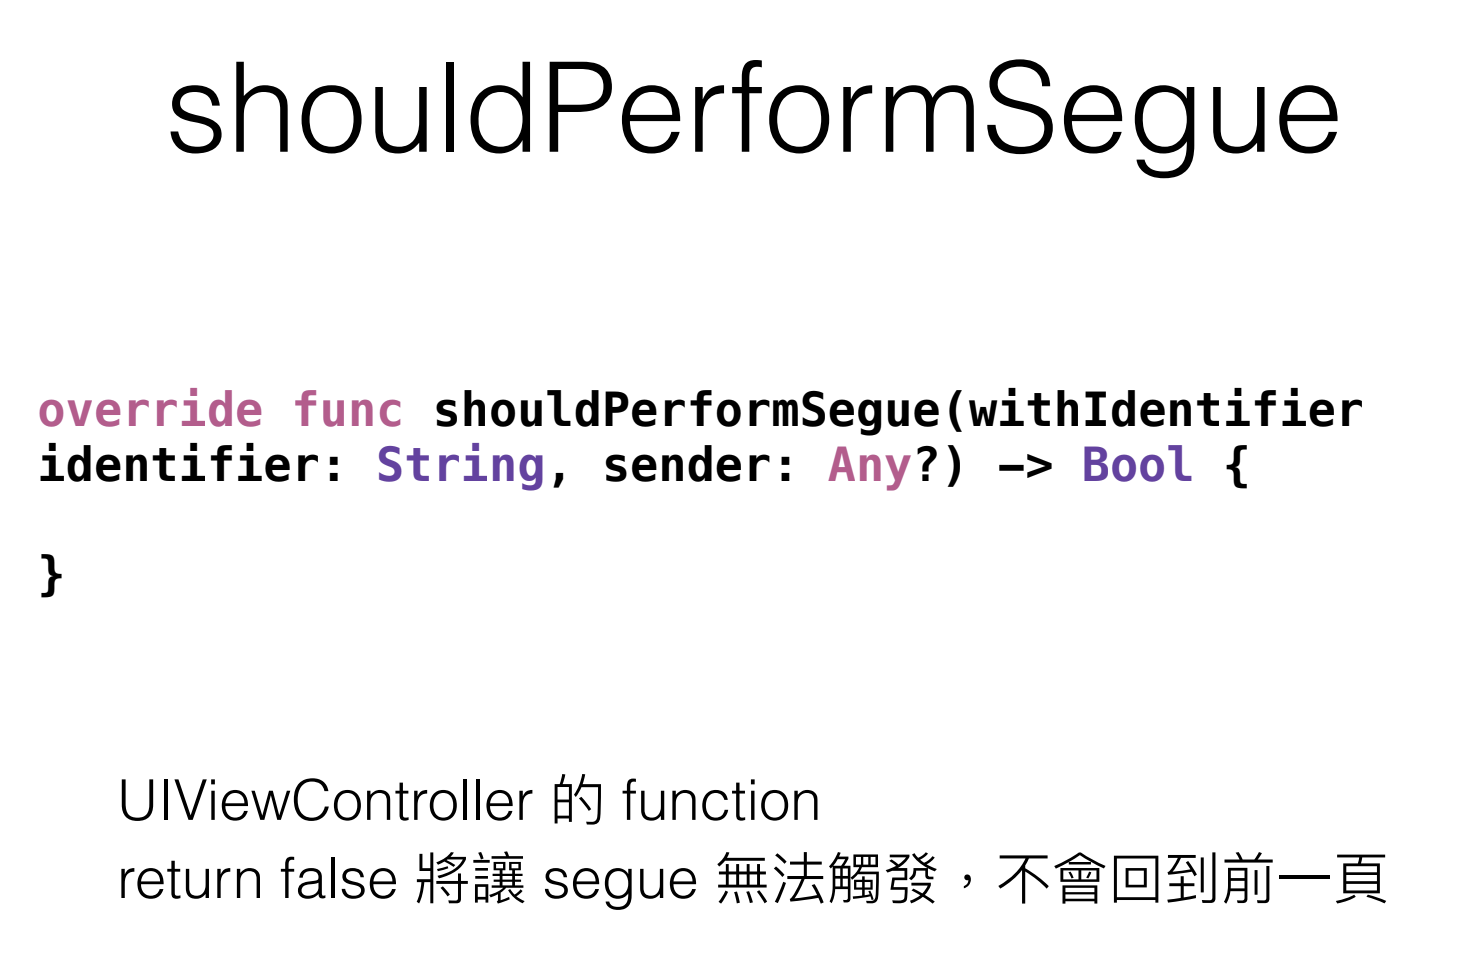 shouldPerformSegue
override func shouldPerformSegue(withIdentifier
identifier: String, sender: Any?) -> Bool {
}
UIViewController 的 function
return false 將讓 segue 無法觸發，不會回到前一頁